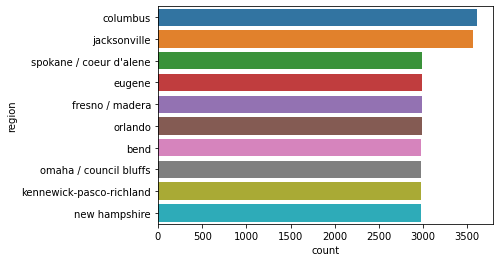 columbus
jacksonville
spokane / coeur d'alene
eugene
fresno / madera
orlando
bend
omaha / council bluffs
kennewick-pasco-richland
new hampshire
region
0 500 1000 1500 2000 2500 3000 3500
count